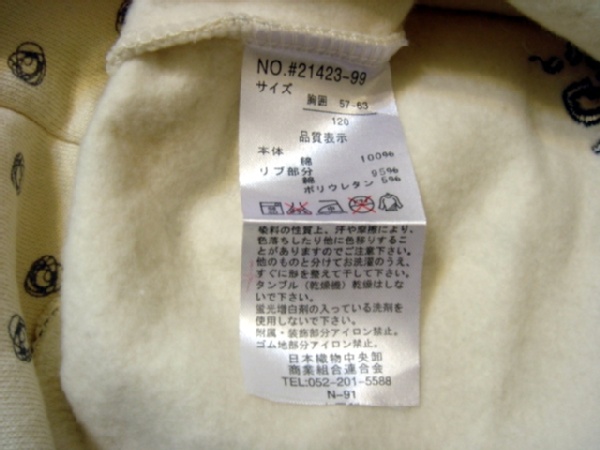 NO.#21423-99
サイズ
胸囲 57-63
120
品質表示
本体
綿 100%
リブ部分
綿 95%
ポリウレタン 5%
染料の性質上、汗や摩擦により、
色落ちしたり他に色移りするこ
とがありますのでご注意下さい。
他のものと分けてお洗濯のうえ、
すぐに形を整えて干して下さい。
タンブル(乾燥機)乾燥はしな
いで下さい。
蛍光増白剤の入っている洗剤を
使用しないで下さい。
附属・装飾部分アイロン禁止。
ゴム地部分アイロン禁止。
日本織物中央卸
商業組合連合会
TEL:052-201-5588
N-91